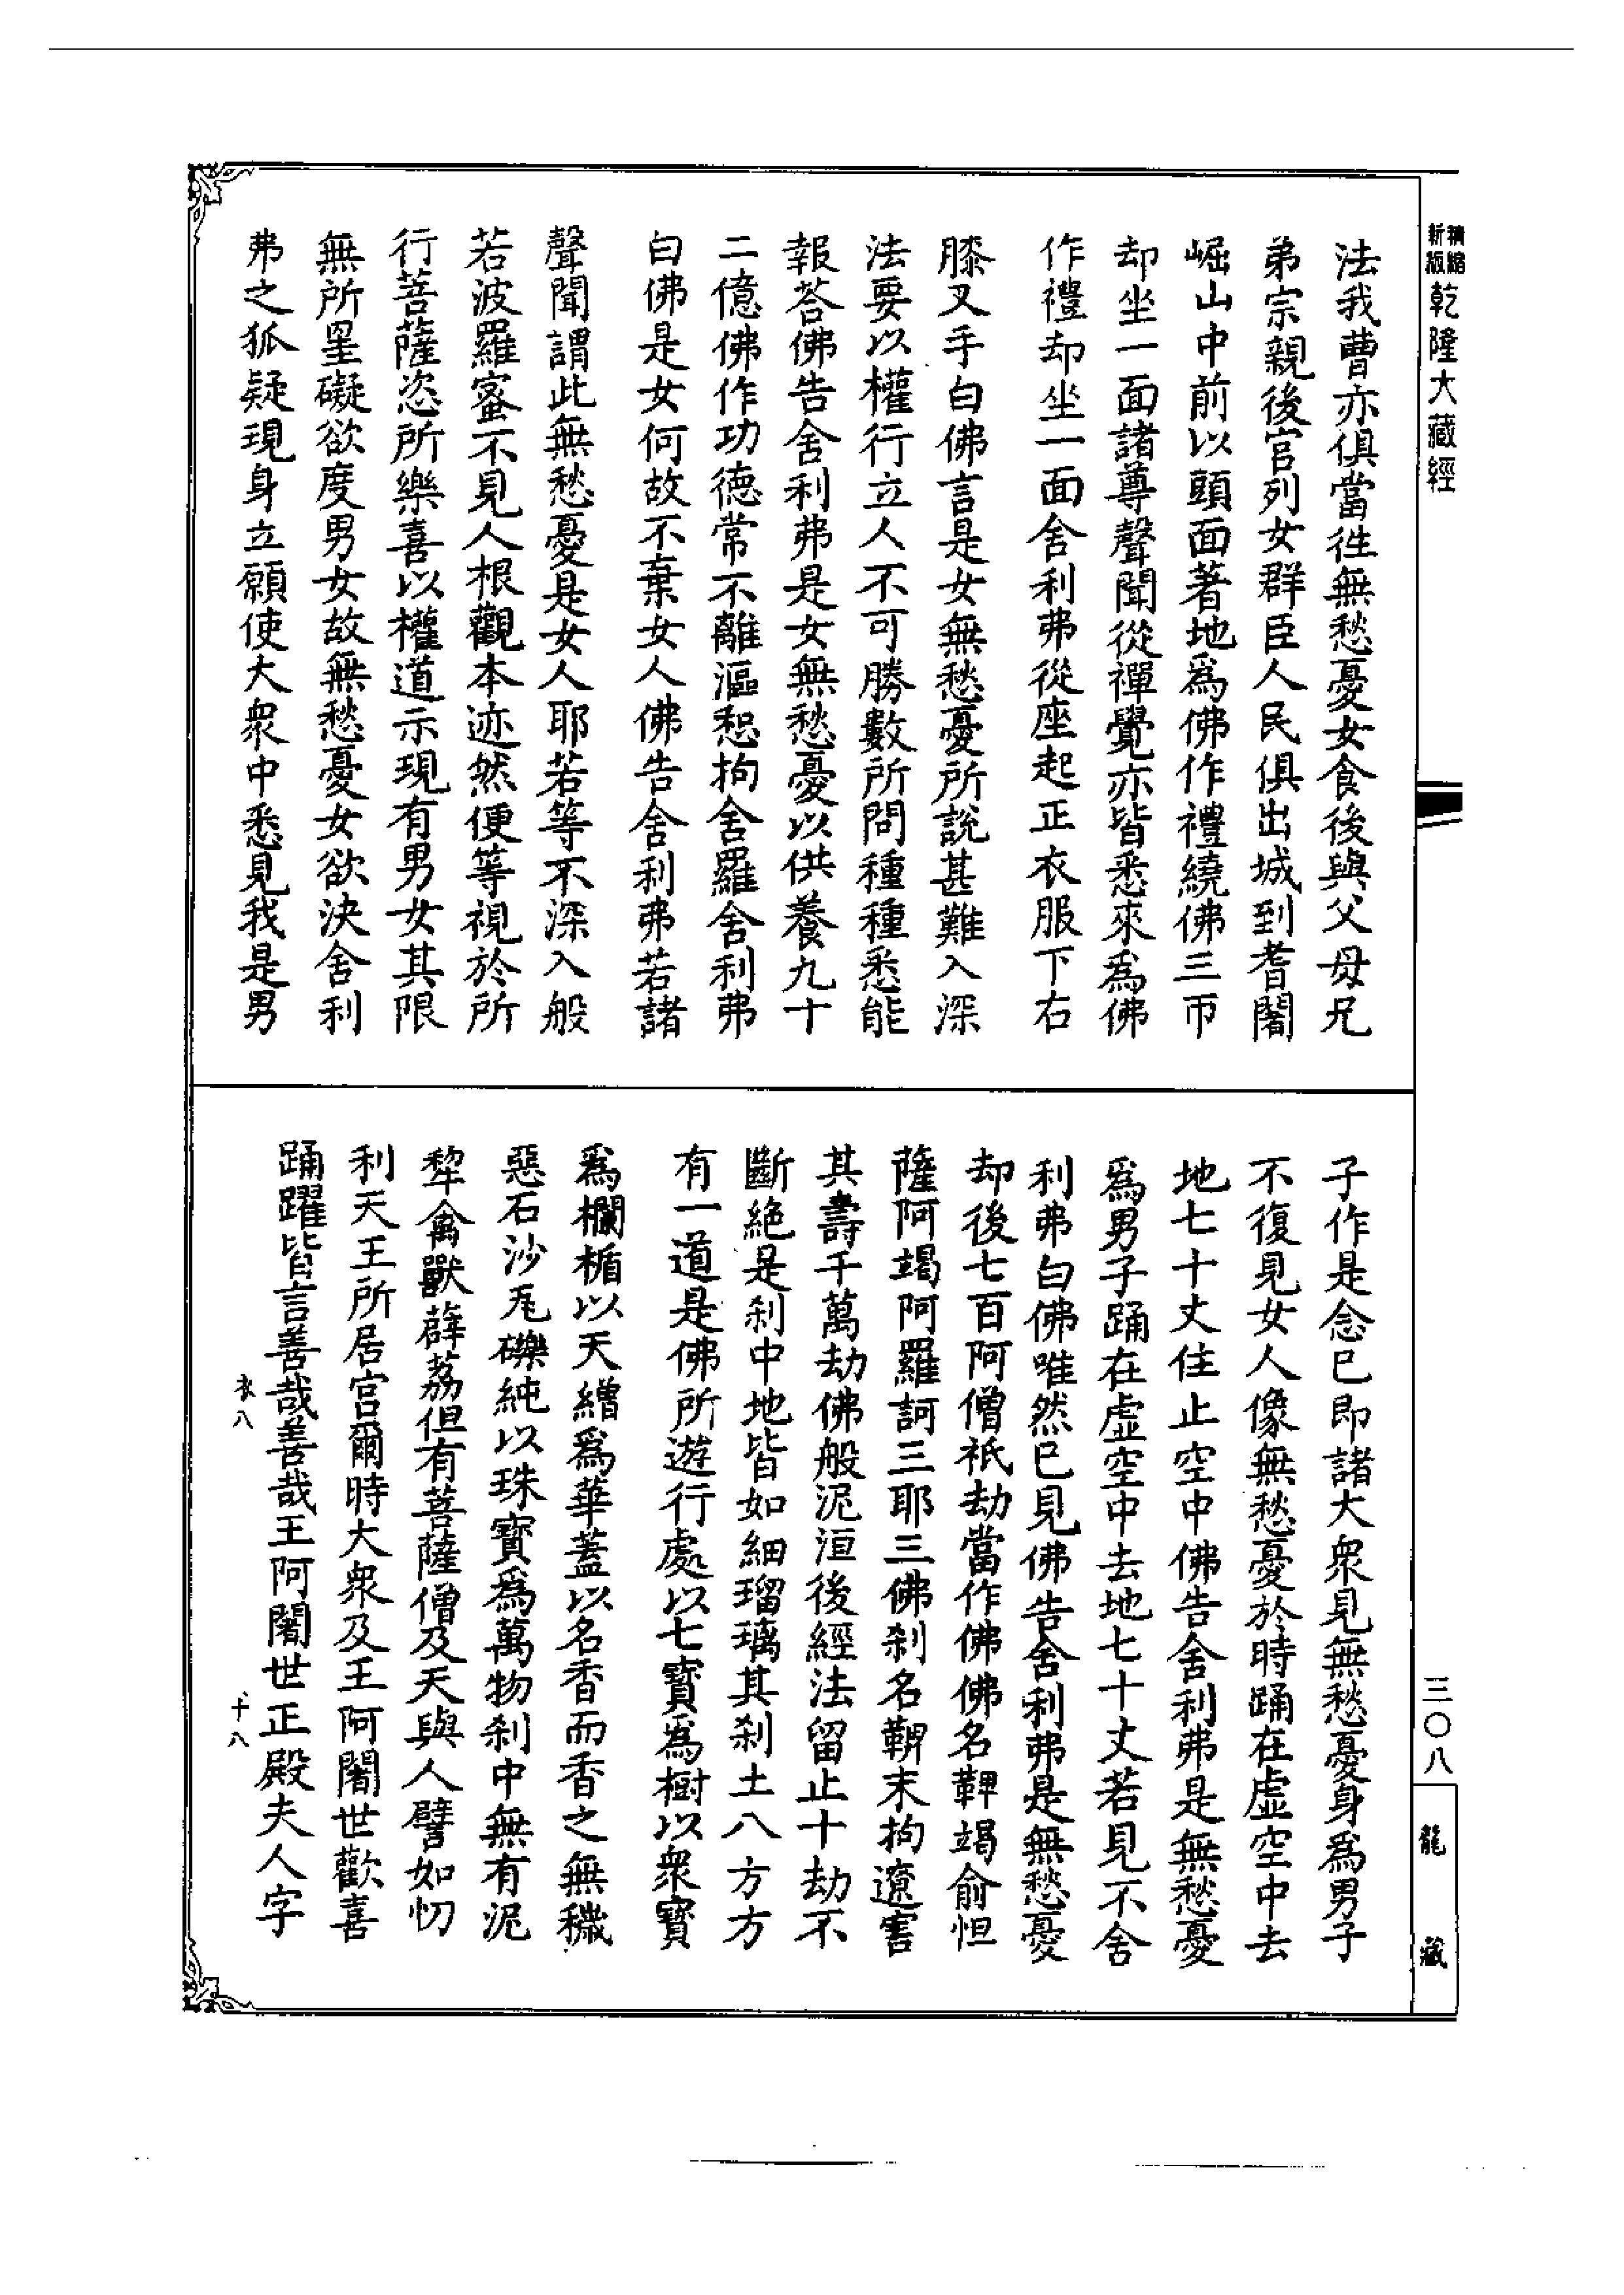 精縮新版乾隆大藏經
法我曹亦俱當往無愁憂女食後與父母兄
弟宗親後宮列女群臣人民俱出城到耆闍
崛山中前以頭面著地爲佛作禮繞佛三帀
却坐一面諸尊聲聞從禪覺亦皆悉來爲佛
作禮却坐一面舍利弗從座起正衣服下右
膝叉手白佛言是女無愁憂所說甚難入深
法要以權行立人不可勝數所問種種悉能
報荅佛告舍利弗是女無愁憂以供養九十
二億佛作功德常不離漚惒拘舍羅舍利弗
白佛是女何故不棄女人佛告舍利弗若諸
聲聞謂此無愁憂是女人耶若等不深入般
若波羅蜜不見人根觀本迹然便等視於所
行菩薩恣所樂喜以權道示現有男女其限
無所罣礙欲度男女故無愁憂女欲決舍利
弗之狐疑現身立願使大衆中悉見我是男
子作是念已即諸大衆見無愁憂身爲男子
不復見女人像無愁憂於時踊在虛空中去
地七十丈住止空中佛告舍利弗是無愁憂
爲男子踊在虛空中去地七十丈若見不舍
利弗白佛唯然已見佛告舍利弗是無愁憂
却後七百阿僧祇劫當作佛佛名鞞竭俞怛
薩阿竭阿羅訶三耶三佛刹名鞞末拘遼害
其壽千萬劫佛般泥洹後經法留止十劫不
斷絶是刹中地皆如細瑠璃其刹土八方方
有一道是佛所遊行處以七寶爲樹以衆寶
爲欄楯以天繒爲華蓋以名香而香之無穢
惡石沙瓦礫純以珠寶爲萬物刹中無有泥
犂禽獸薜荔但有菩薩僧及天與人譬如忉
利天王所居宮爾時大衆及王阿闍世歡喜
踊躍皆言善哉善哉王阿闍世正殿夫人字
衣八
十八
三〇八
龍藏